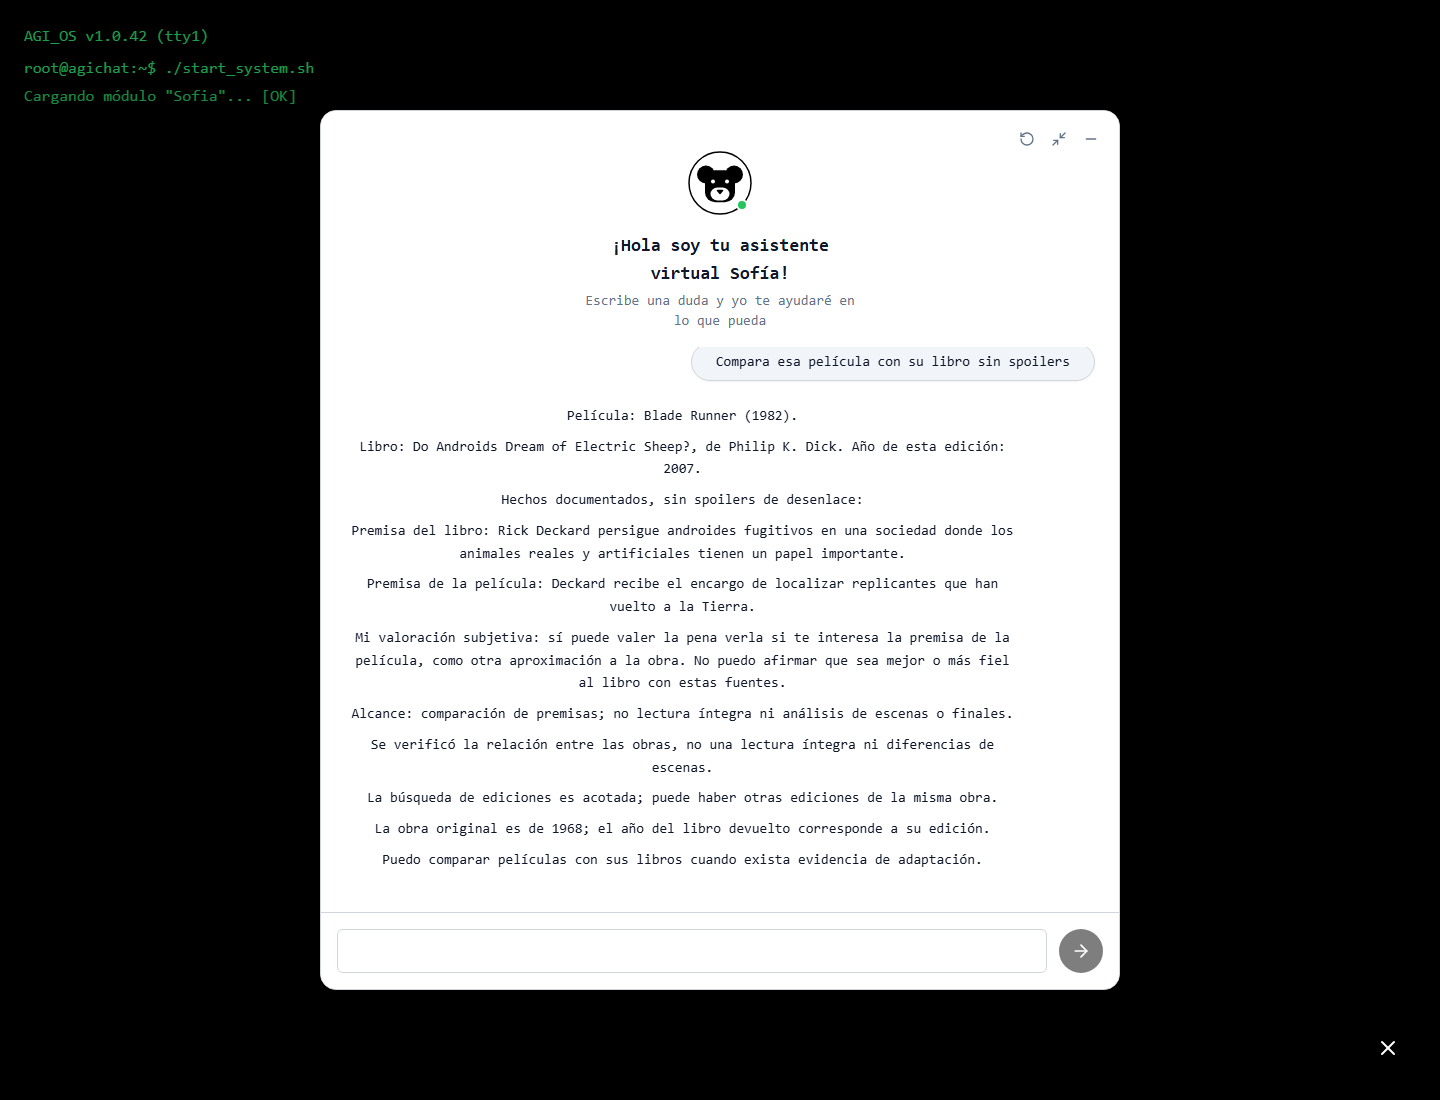 AGI_OS v1.0.42 (tty1)
root@agichat:~$ ./start_system.sh
Cargando módulo "Sofia"... [OK]
¡Hola soy tu asistente
virtual Sofía!
Escribe una duda y yo te ayudaré en
lo que pueda
Compara esa película con su libro sin spoilers
Película: Blade Runner (1982).
Libro: Do Androids Dream of Electric Sheep?, de Philip K. Dick. Año de esta edición:
2007.
Hechos documentados, sin spoilers de desenlace:
Premisa del libro: Rick Deckard persigue androides fugitivos en una sociedad donde los
animales reales y artificiales tienen un papel importante.
Premisa de la película: Deckard recibe el encargo de localizar replicantes que han
vuelto a la Tierra.
Mi valoración subjetiva: sí puede valer la pena verla si te interesa la premisa de la
película, como otra aproximación a la obra. No puedo afirmar que sea mejor o más fiel
al libro con estas fuentes.
Alcance: comparación de premisas; no lectura íntegra ni análisis de escenas o finales.
Se verificó la relación entre las obras, no una lectura íntegra ni diferencias de
escenas.
La búsqueda de ediciones es acotada; puede haber otras ediciones de la misma obra.
La obra original es de 1968; el año del libro devuelto corresponde a su edición.
Puedo comparar películas con sus libros cuando exista evidencia de adaptación.